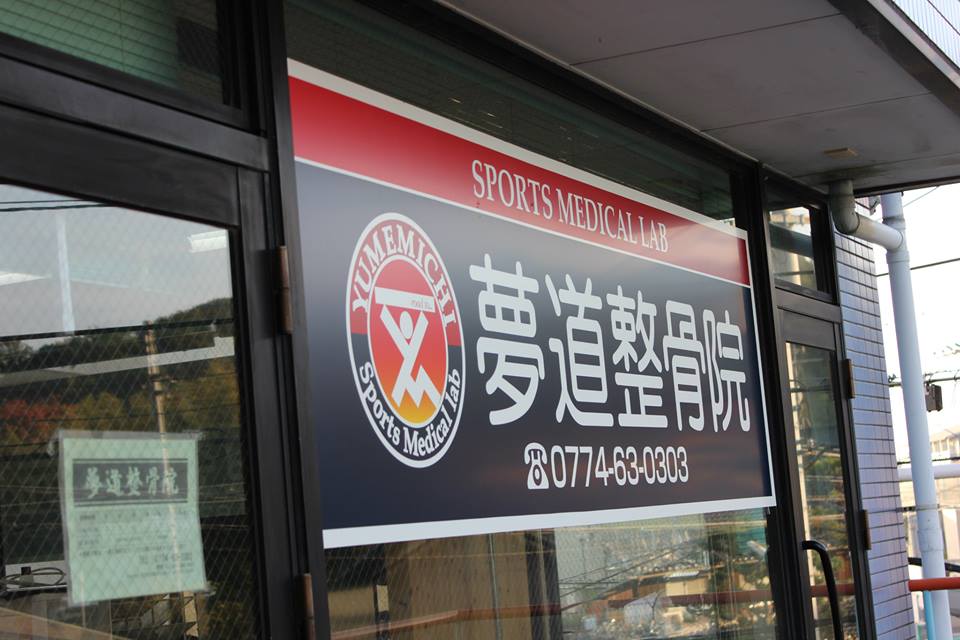 SPORTS MEDICAL LAB
YUMEMICHI
Sports Medical lab
夢道整骨院
☎0774-63-0303
夢道整骨院